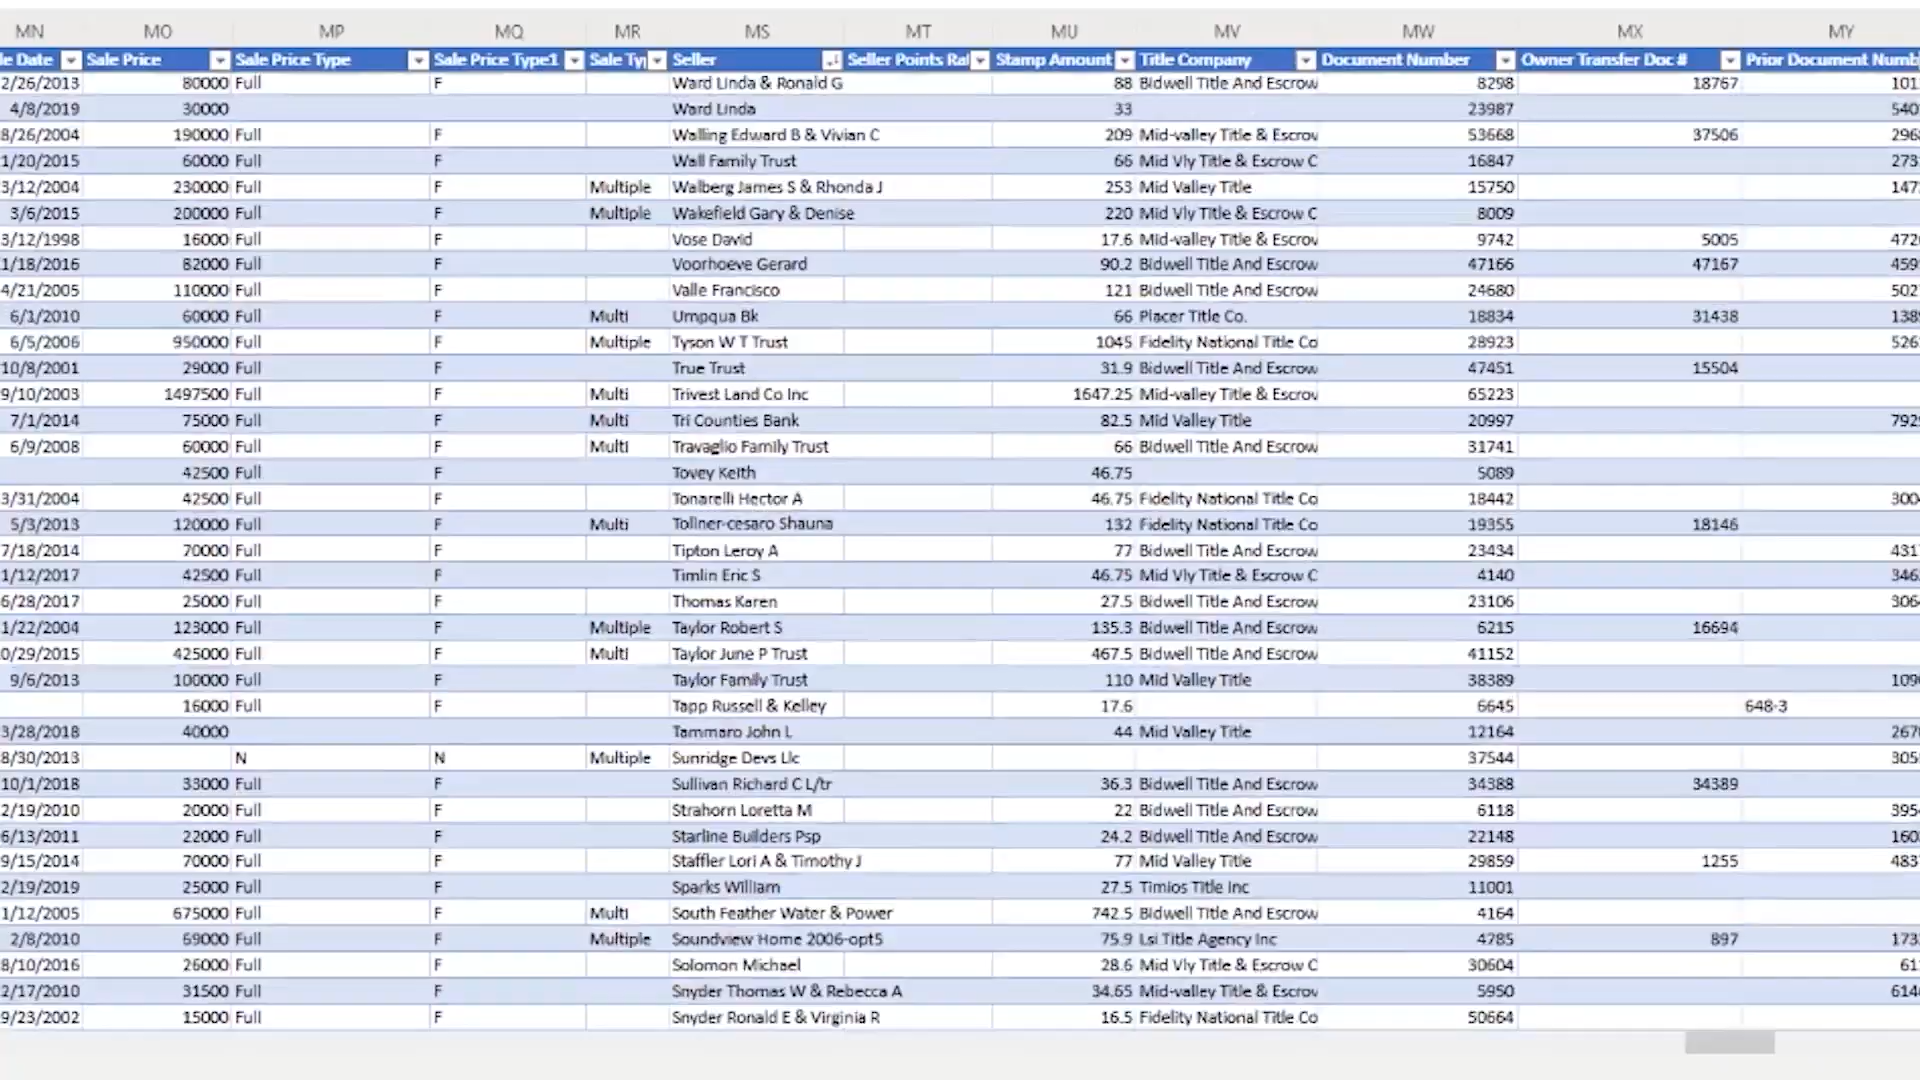 MN MO MP MQ MR MS MT MU MV MW MX MY
le Date Sale Price Sale Price Type Sale Price Type1 Sale Ty Seller Seller Points Rat Stamp Amount Title Company Document Number Owner Transfer Doc # Prior Document Numb
2/26/2013 80000 Full F Ward Linda & Ronald G 88 Bidwell Title And Escrow 8298 18767 101
4/8/2019 30000 Ward Linda 33 23987 540
8/26/2004 190000 Full F Walling Edward B & Vivian C 209 Mid-valley Title & Escrov 53668 37506 296
1/20/2015 60000 Full F Wall Family Trust 66 Mid Vly Title & Escrow C 16847 273
3/12/2004 230000 Full F Multiple Walberg James S & Rhonda J 253 Mid Valley Title 15750 147
3/6/2015 200000 Full F Multiple Wakefield Gary & Denise 220 Mid Vly Title & Escrow C 8009
3/12/1998 16000 Full F Vose David 17.6 Mid-valley Title & Escrov 9742 5005 472
1/18/2016 82000 Full F Voorhoeve Gerard 90.2 Bidwell Title And Escrow 47166 47167 459
4/21/2005 110000 Full F Valle Francisco 121 Bidwell Title And Escrow 24680 502
6/1/2010 60000 Full F Multi Umpqua Bk 66 Placer Title Co. 18834 31438 138
6/5/2006 950000 Full F Multiple Tyson W T Trust 1045 Fidelity National Title Co 28923 526
10/8/2001 29000 Full F True Trust 31.9 Bidwell Title And Escrow 47451 15504
9/10/2003 1497500 Full F Multi Trivest Land Co Inc 1647.25 Mid-valley Title & Escrov 65223
7/1/2014 75000 Full F Multi Tri Counties Bank 82.5 Mid Valley Title 20997 792
6/9/2008 60000 Full F Multi Travaglio Family Trust 66 Bidwell Title And Escrow 31741
42500 Full F Tovey Keith 46.75 5089
3/31/2004 42500 Full F Tonarelli Hector A 46.75 Fidelity National Title Co 18442 300
5/3/2013 120000 Full F Multi Tollner-cesaro Shauna 132 Fidelity National Title Co 19355 18146
7/18/2014 70000 Full F Tipton Leroy A 77 Bidwell Title And Escrow 23434 431
1/12/2017 42500 Full F Timlin Eric S 46.75 Mid Vly Title & Escrow C 4140 346
6/28/2017 25000 Full F Thomas Karen 27.5 Bidwell Title And Escrow 23106 306
1/22/2004 123000 Full F Multiple Taylor Robert S 135.3 Bidwell Title And Escrow 6215 16694
0/29/2015 425000 Full F Multi Taylor June P Trust 467.5 Bidwell Title And Escrow 41152
9/6/2013 100000 Full F Taylor Family Trust 110 Mid Valley Title 38389 109
16000 Full F Tapp Russell & Kelley 17.6 6645 648-3
3/28/2018 40000 Tammaro John L 44 Mid Valley Title 12164 267
8/30/2013 N N Multiple Sunridge Devs Llc 37544 305
10/1/2018 33000 Full F Sullivan Richard C L/tr 36.3 Bidwell Title And Escrow 34388 34389
2/19/2010 20000 Full F Strahorn Loretta M 22 Bidwell Title And Escrow 6118 395
6/13/2011 22000 Full F Starline Builders Psp 24.2 Bidwell Title And Escrow 22148 160
9/15/2014 70000 Full F Staffler Lori A & Timothy J 77 Mid Valley Title 29859 1255 483
2/19/2019 25000 Full F Sparks William 27.5 Timios Title Inc 11001
1/12/2005 675000 Full F Multi South Feather Water & Power 742.5 Bidwell Title And Escrow 4164
2/8/2010 69000 Full F Multiple Soundview Home 2006-opt5 75.9 Lsi Title Agency Inc 4785 897 173
8/10/2016 26000 Full F Solomon Michael 28.6 Mid Vly Title & Escrow C 30604 61
2/17/2010 31500 Full F Snyder Thomas W & Rebecca A 34.65 Mid-valley Title & Escrov 5950 614
9/23/2002 15000 Full F Snyder Ronald E & Virginia R 16.5 Fidelity National Title Co 50664